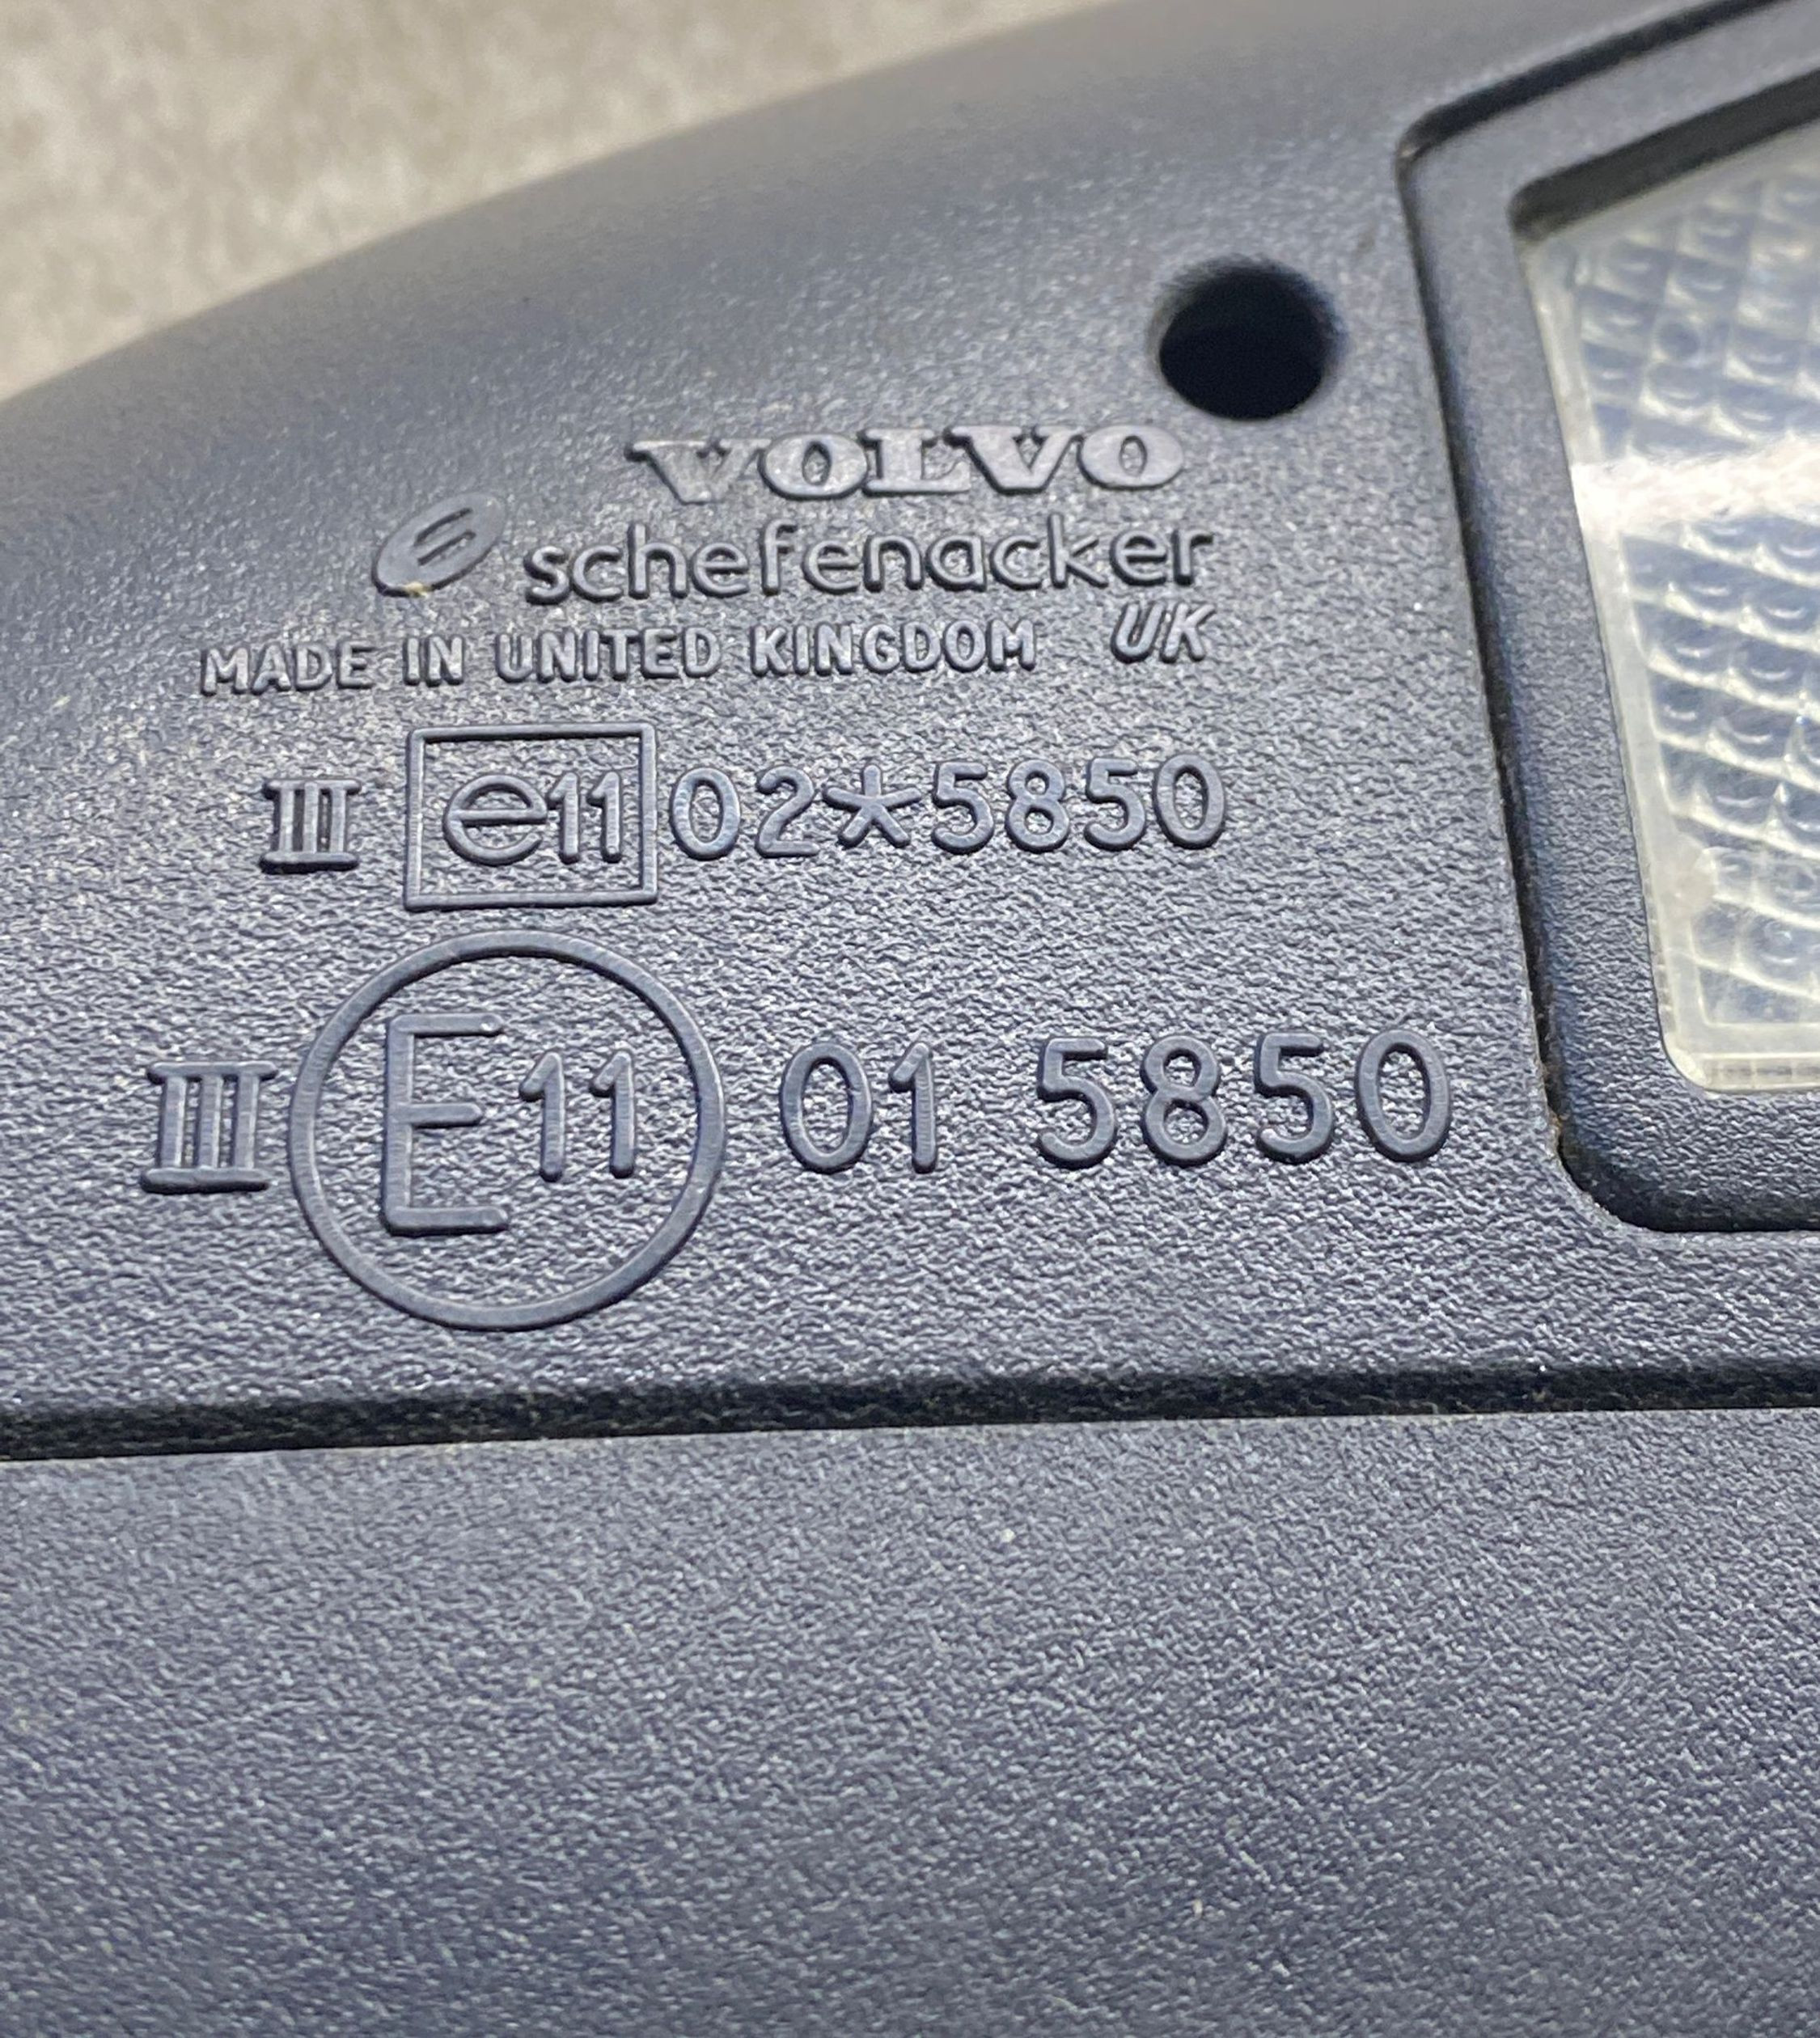 VOLVO
schefenacker
MADE IN UNITED KINGDOM UK
III e11 02*5850
III E11 01 5850